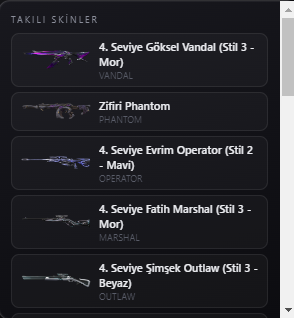 TAKILI SKİNLER
4. Seviye Göksel Vandal (Stil 3 -
Mor)
VANDAL
Zifiri Phantom
PHANTOM
4. Seviye Evrim Operator (Stil 2
- Mavi)
OPERATOR
4. Seviye Fatih Marshal (Stil 3 -
Mor)
MARSHAL
4. Seviye Şimşek Outlaw (Stil 3 -
Beyaz)
OUTLAW